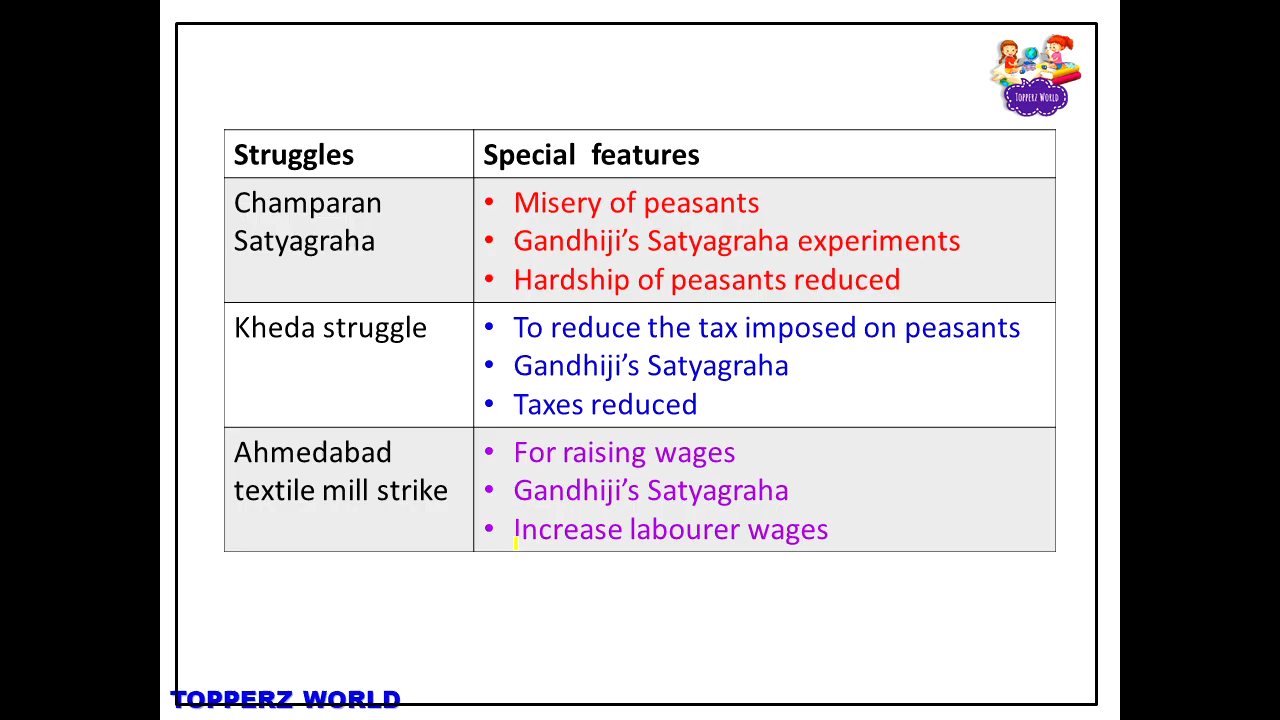 TOPPERZ WORLD
Struggles
Special features
Champaran
Satyagraha
• Misery of peasants
• Gandhiji’s Satyagraha experiments
• Hardship of peasants reduced
Kheda struggle
• To reduce the tax imposed on peasants
• Gandhiji’s Satyagraha
• Taxes reduced
Ahmedabad
textile mill strike
• For raising wages
• Gandhiji’s Satyagraha
• Increase labourer wages
TOPPERZ WORLD